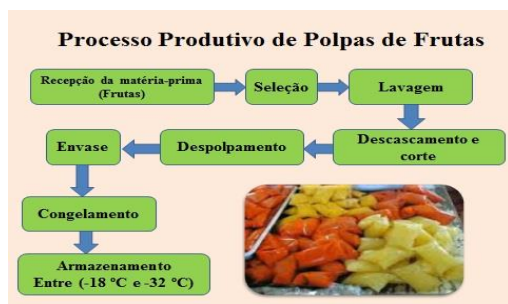 Processo Produtivo de Polpas de Frutas
Recepção da matéria-prima
(Frutas)
Seleção
Lavagem
Descascamento e
corte
Despolpamento
Envase
Congelamento
Armazenamento
Entre (-18 °C e -32 °C)